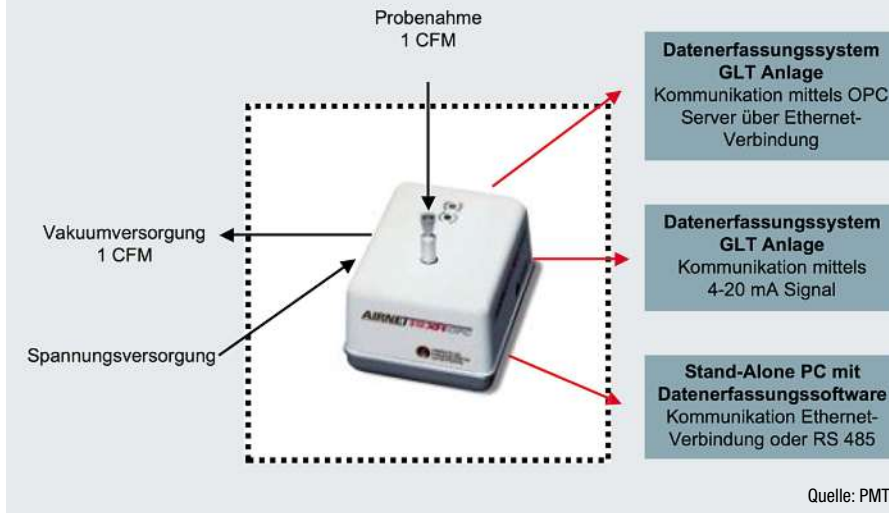 Probenahme
1 CFM
Datenerfassungssystem
GLT Anlage
Kommunikation mittels OPC
Server über Ethernet-
Verbindung
Vakuumversorgung
1 CFM
Datenerfassungssystem
GLT Anlage
Kommunikation mittels
4-20 mA Signal
AIRNET
Spannungsversorgung
Stand-Alone PC mit
Datenerfassungssoftware
Kommunikation Ethernet-
Verbindung oder RS 485
Quelle: PMT